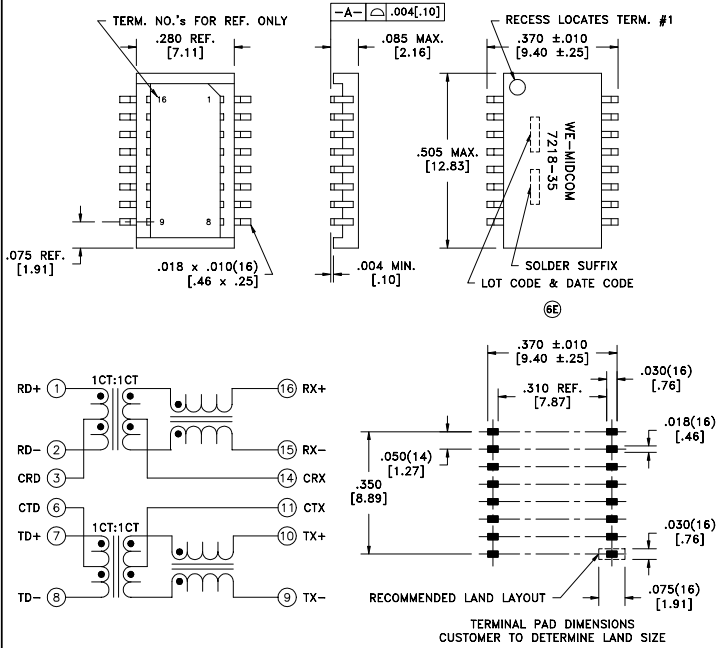 TERM. NO.'s FOR REF. ONLY
.280 REF.
[7.11]
16
1
9
8
.075 REF.
[1.91]
.018 x .010(16)
[.46 x .25]
-A- ⌓ .004[.10]
.085 MAX.
[2.16]
.004 MIN.
[.10]
RECESS LOCATES TERM. #1
.370 ±.010
[9.40 ±.25]
.505 MAX.
[12.83]
WE-MIDCOM
7218-35
SOLDER SUFFIX
LOT CODE & DATE CODE
6E
1CT:1CT
RD+ 1
16 RX+
RD- 2
15 RX-
CRD 3
14 CRX
CTD 6
11 CTX
TD+ 7
1CT:1CT
10 TX+
TD- 8
9 TX-
.370 ±.010
[9.40 ±.25]
.310 REF.
[7.87]
.030(16)
[.76]
.018(16)
[.46]
.050(14)
[1.27]
.350
[8.89]
.030(16)
[.76]
.075(16)
[1.91]
RECOMMENDED LAND LAYOUT
TERMINAL PAD DIMENSIONS
CUSTOMER TO DETERMINE LAND SIZE